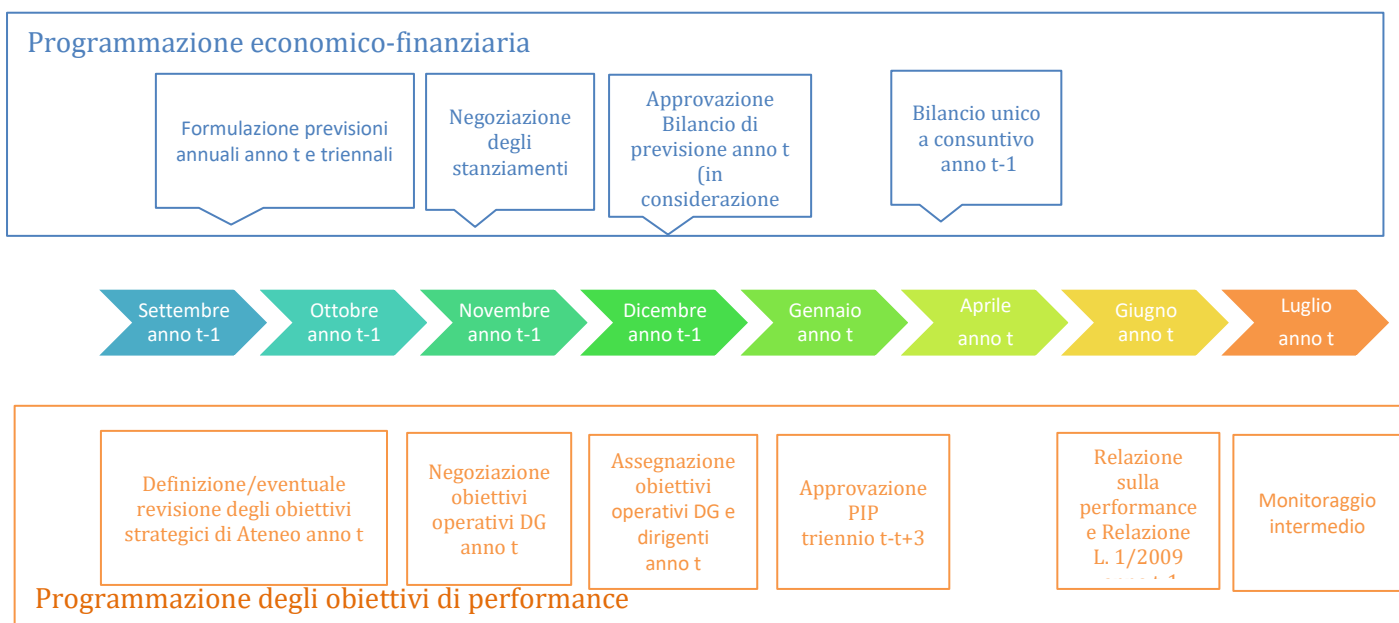 Programmazione economico-finanziaria
Formulazione previsioni
annuali anno t e triennali
Negoziazione
degli
stanziamenti
Approvazione
Bilancio di
previsione anno t
(in
considerazione
Bilancio unico
a consuntivo
anno t-1
Settembre
anno t-1
Ottobre
anno t-1
Novembre
anno t-1
Dicembre
anno t-1
Gennaio
anno t
Aprile
anno t
Giugno
anno t
Luglio
anno t
Definizione/eventuale
revisione degli obiettivi
strategici di Ateneo anno t
Negoziazione
obiettivi
operativi DG
anno t
Assegnazione
obiettivi
operativi DG e
dirigenti
anno t
Approvazione
PIP
triennio t-t+3
Relazione
sulla
performance
e Relazione
L. 1/2009
Monitoraggio
intermedio
Programmazione degli obiettivi di performance